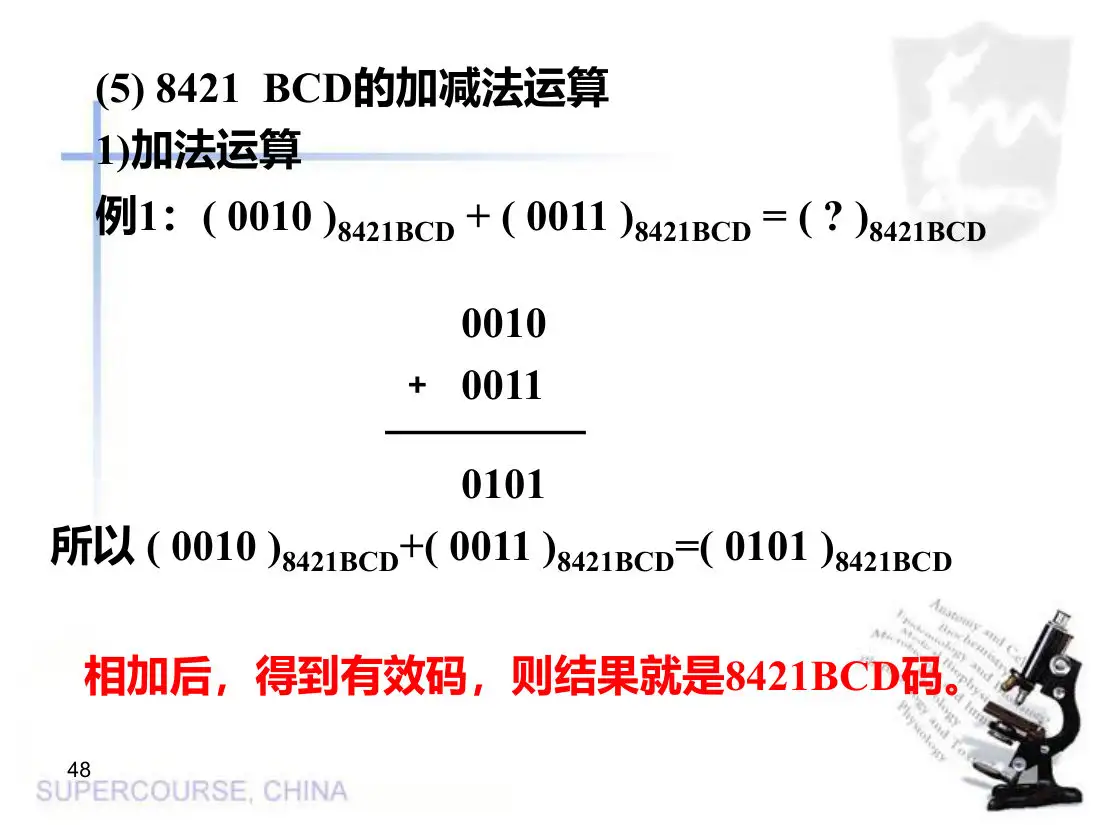 (5) 8421 BCD的加减法运算
1)加法运算
例1：( 0010 )8421BCD + ( 0011 )8421BCD = ( ? )8421BCD
0010
+ 0011
0101
所以 ( 0010 )8421BCD+( 0011 )8421BCD=( 0101 )8421BCD
相加后，得到有效码，则结果就是8421BCD码。
48
SUPERCOURSE, CHINA
Anatomy and
Physiology